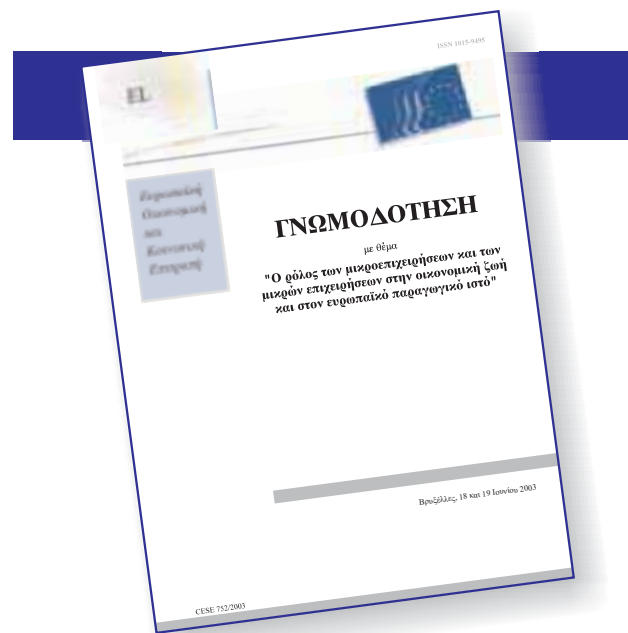 ISSN 1015-9495
EL
Ευρωπαϊκή
Οικονομική
και
Κοινωνική
Επιτροπή
ΓΝΩΜΟΔΟΤΗΣΗ
με θέμα
"Ο ρόλος των μικροεπιχειρήσεων και των
μικρών επιχειρήσεων στην οικονομική ζωή
και στον ευρωπαϊκό παραγωγικό ιστό"
Βρυξέλλες, 18 και 19 Ιουνίου 2003
CESE 752/2003